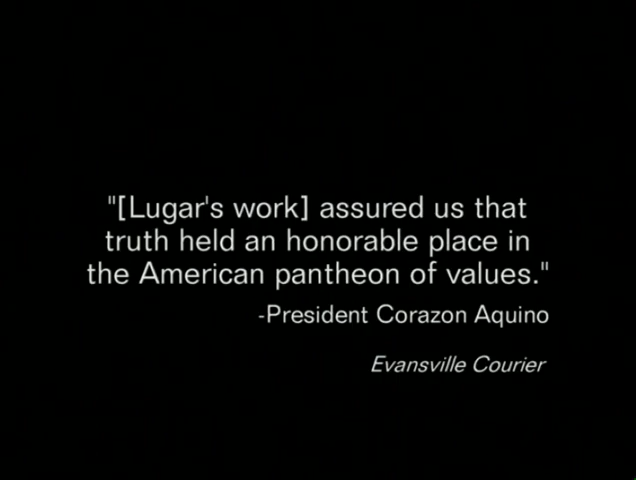 "[Lugar's work] assured us that
truth held an honorable place in
the American pantheon of values."
-President Corazon Aquino
Evansville Courier